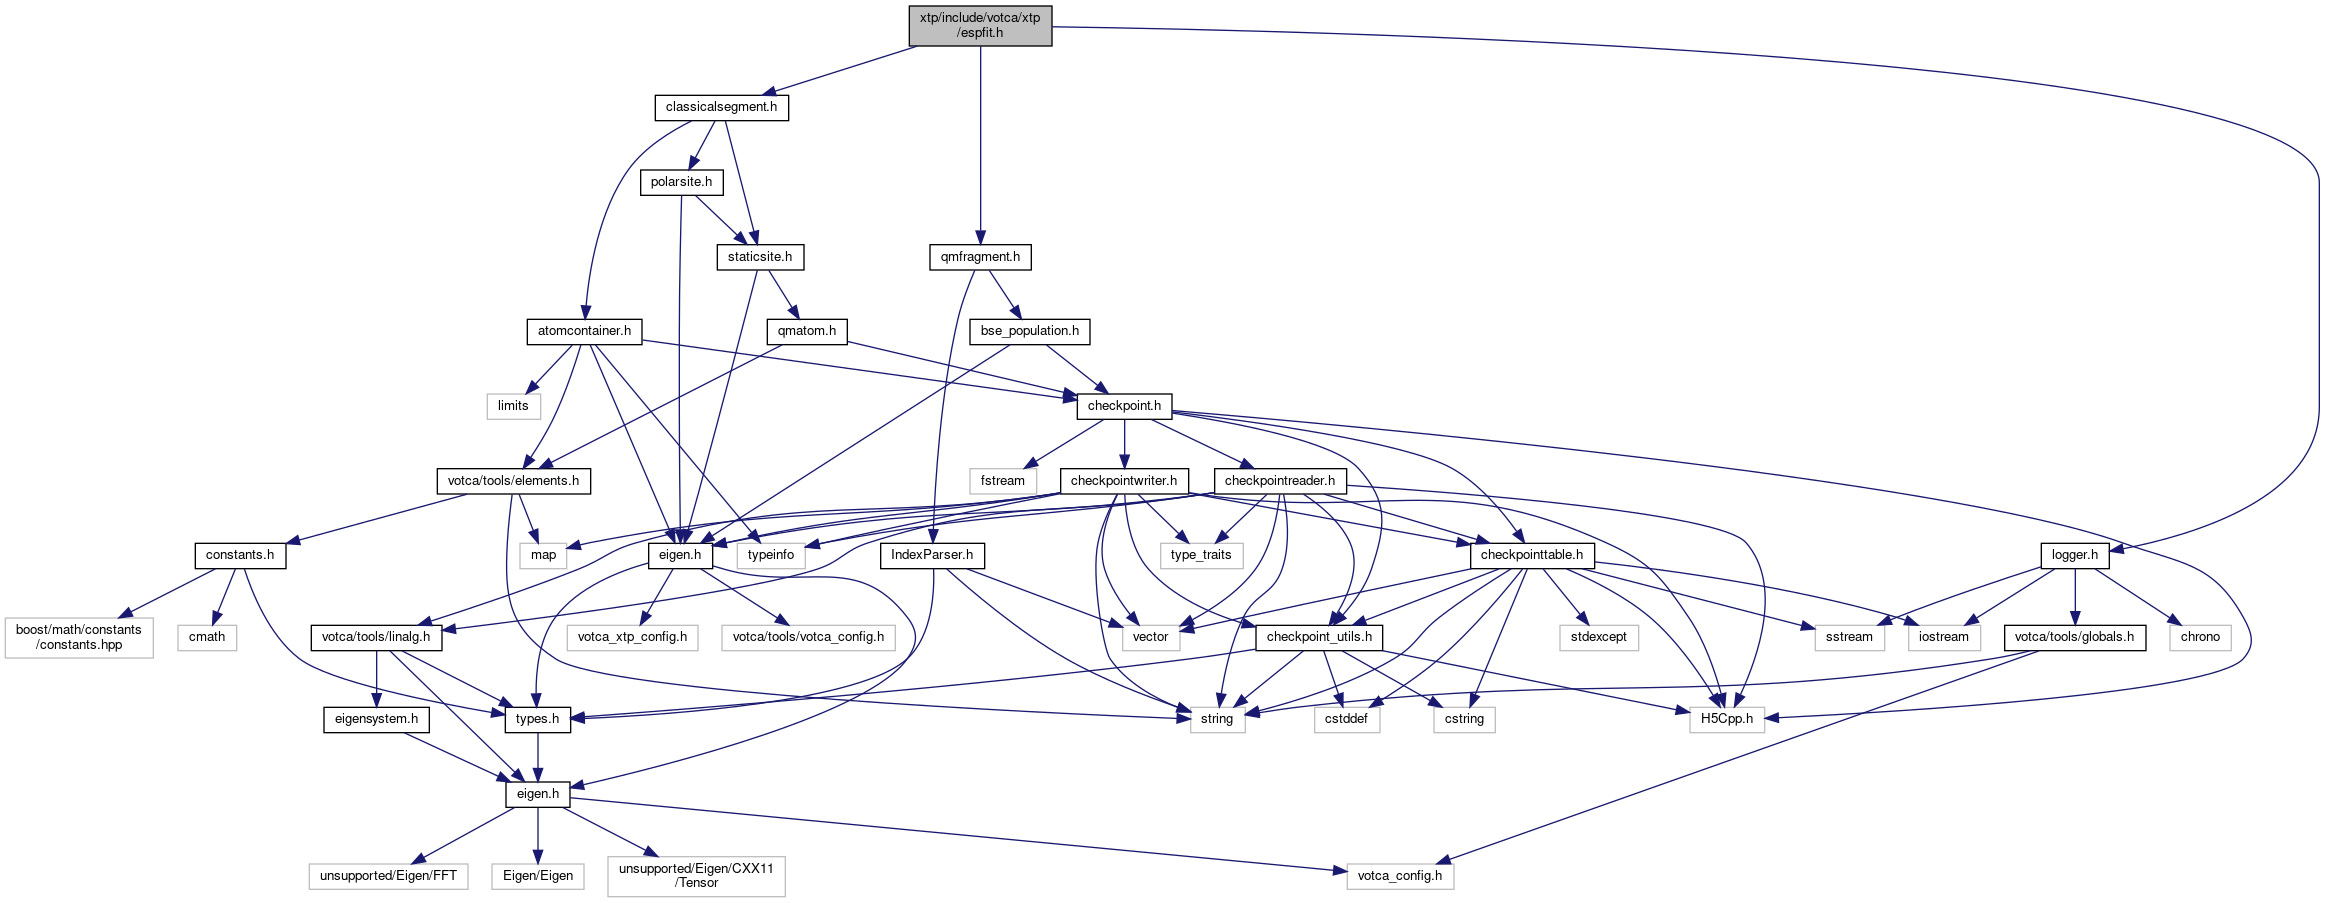 xtp/include/votca/xtp
/espfit.h
classicalsegment.h
polarsite.h
staticsite.h
qmfragment.h
atomcontainer.h
qmatom.h
bse_population.h
limits
checkpoint.h
votca/tools/elements.h
fstream
checkpointwriter.h
checkpointreader.h
constants.h
map
eigen.h
typeinfo
IndexParser.h
type_traits
checkpointtable.h
logger.h
boost/math/constants
/constants.hpp
cmath
votca/tools/linalg.h
votca_xtp_config.h
votca/tools/votca_config.h
vector
checkpoint_utils.h
stdexcept
sstream
iostream
votca/tools/globals.h
chrono
eigensystem.h
types.h
string
cstddef
cstring
H5Cpp.h
eigen.h
unsupported/Eigen/FFT
Eigen/Eigen
unsupported/Eigen/CXX11
/Tensor
votca_config.h